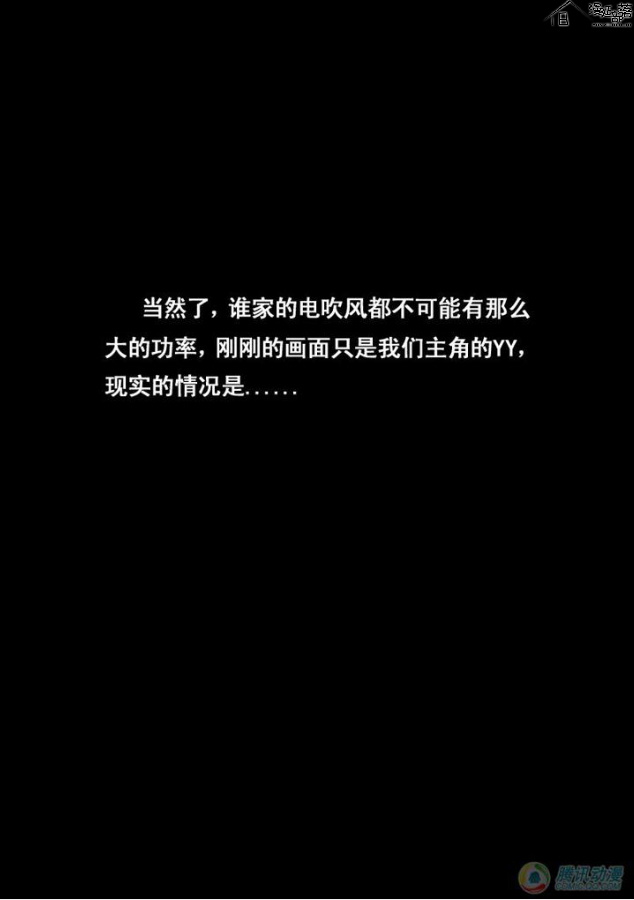 当然了，谁家的电吹风都不可能有那么
大的功率，刚刚的画面只是我们主角的YY，
现实的情况是......
腾讯动漫